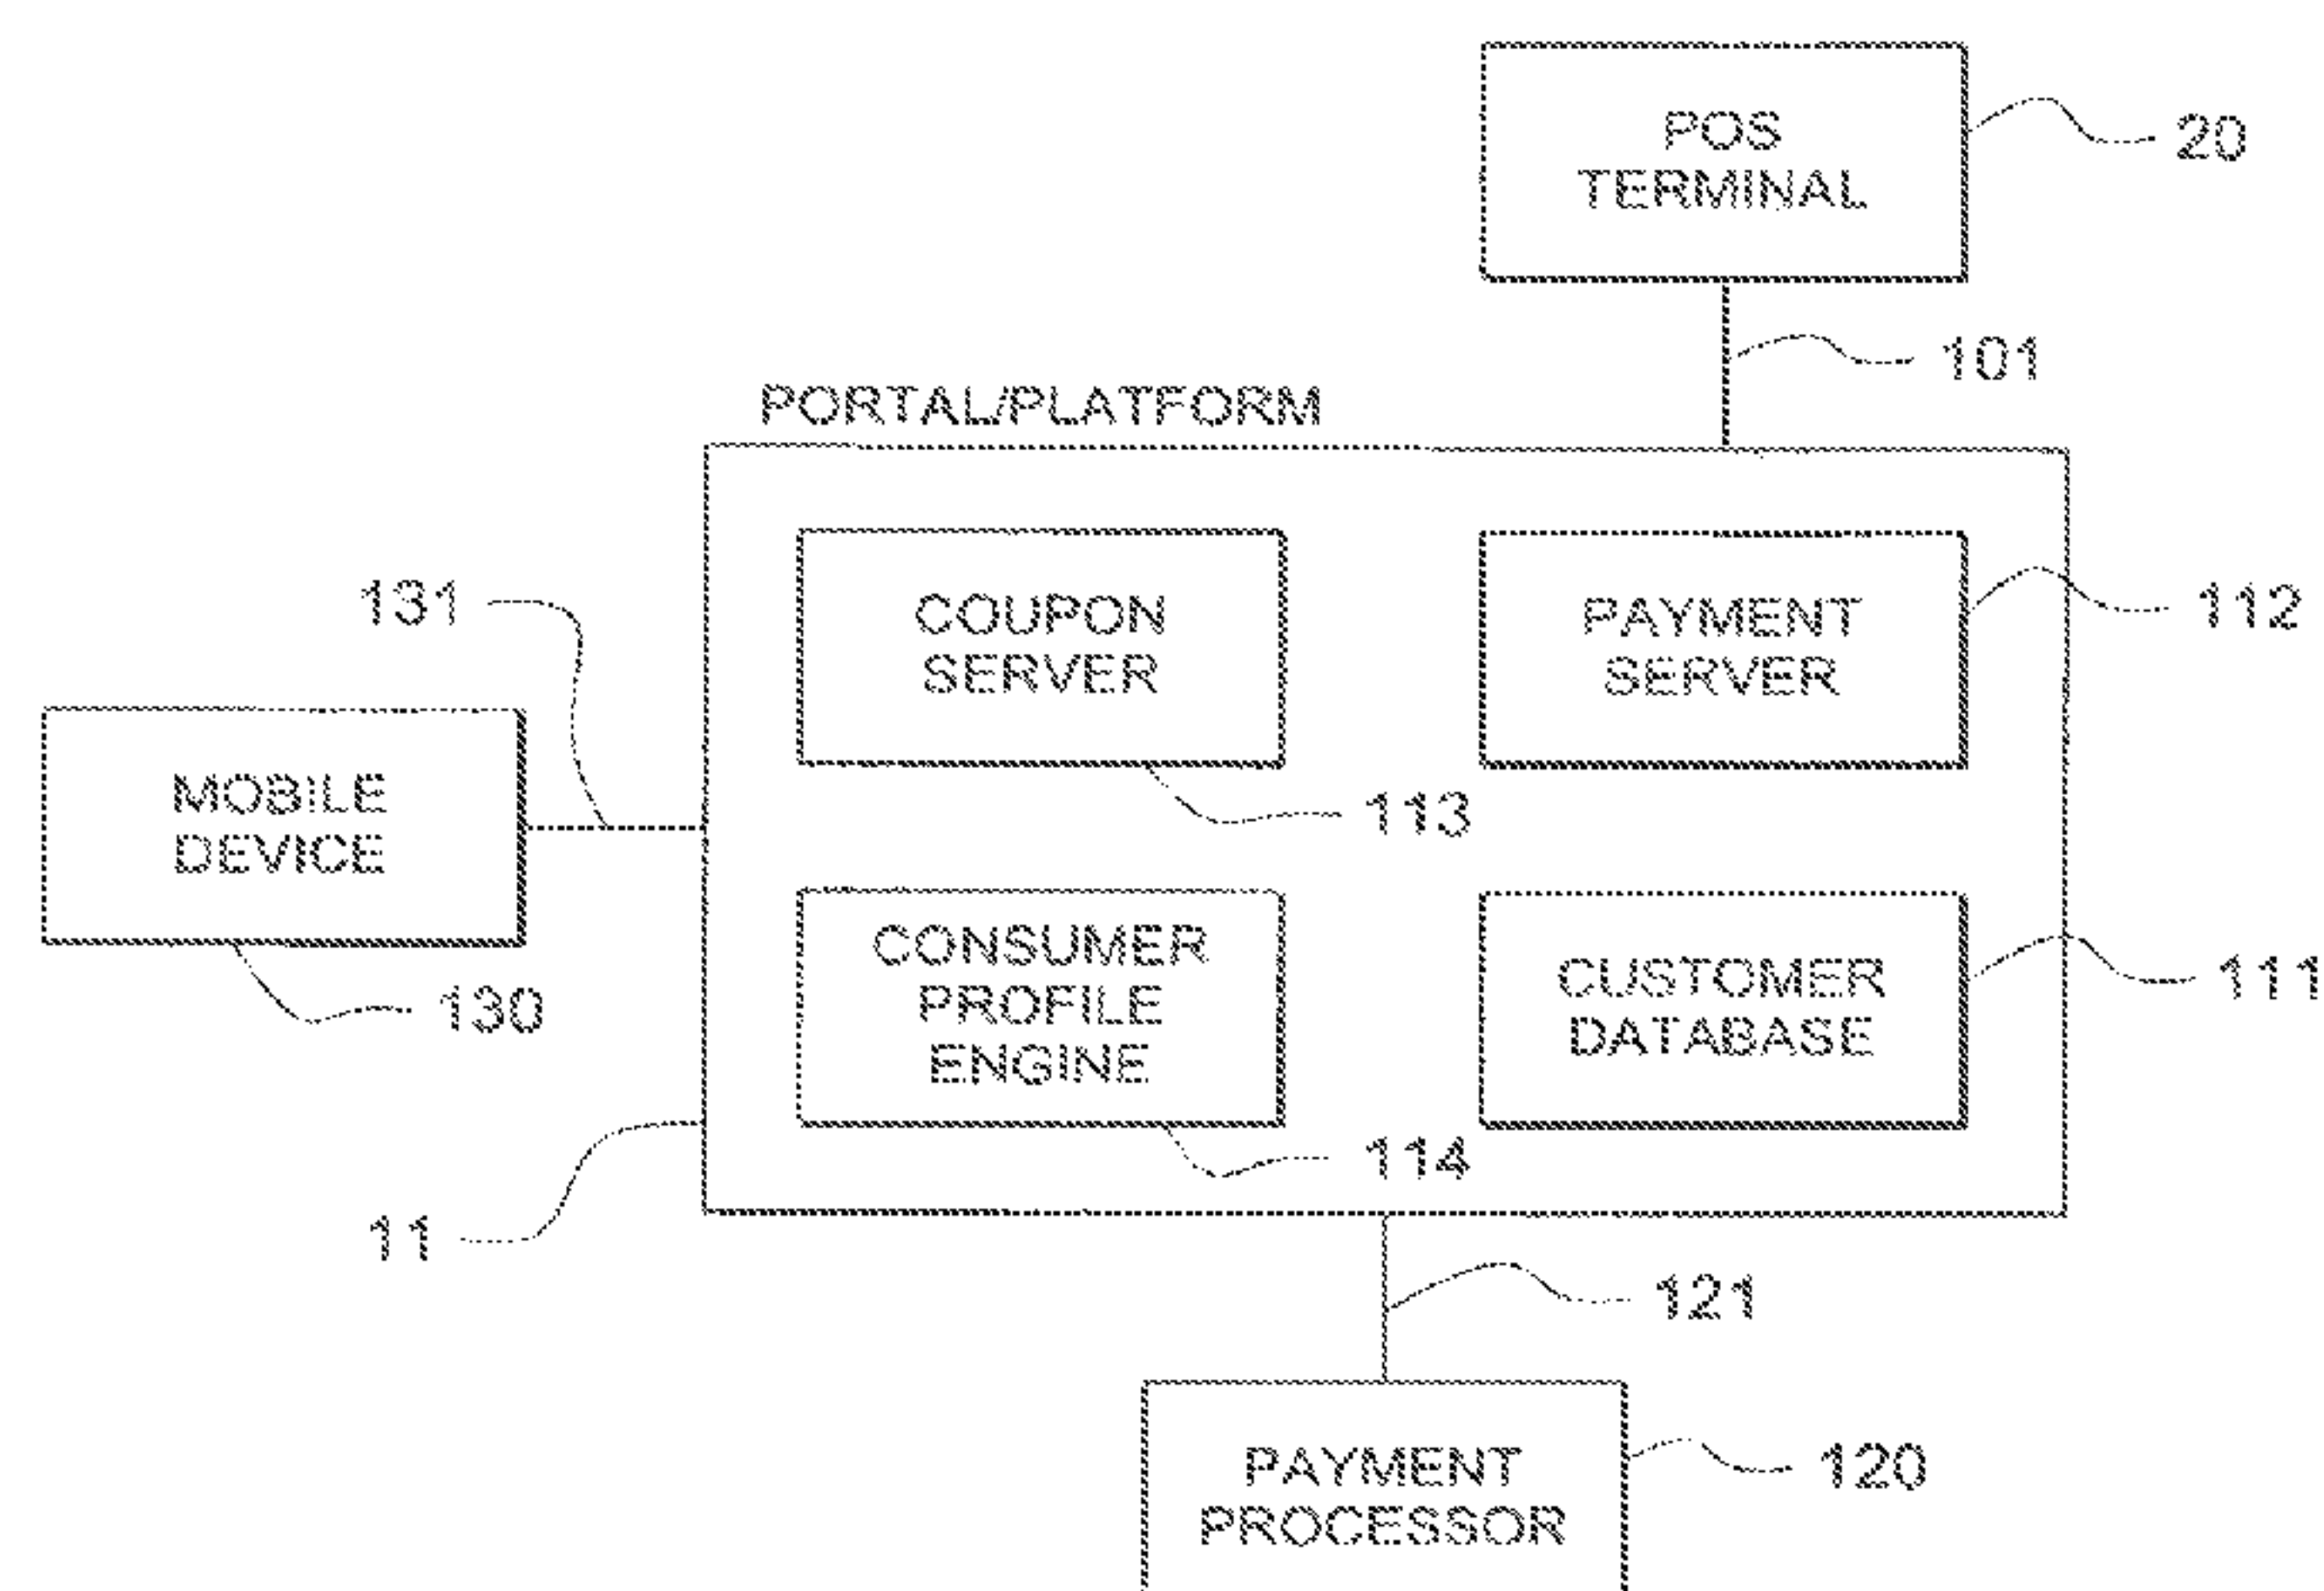 POS
TERMINAL
20
101
PORTAL/PLATFORM
131
COUPON
SERVER
PAYMENT
SERVER
112
113
MOBILE
DEVICE
130
CONSUMER
PROFILE
ENGINE
CUSTOMER
DATABASE
111
114
11
121
PAYMENT
PROCESSOR
120